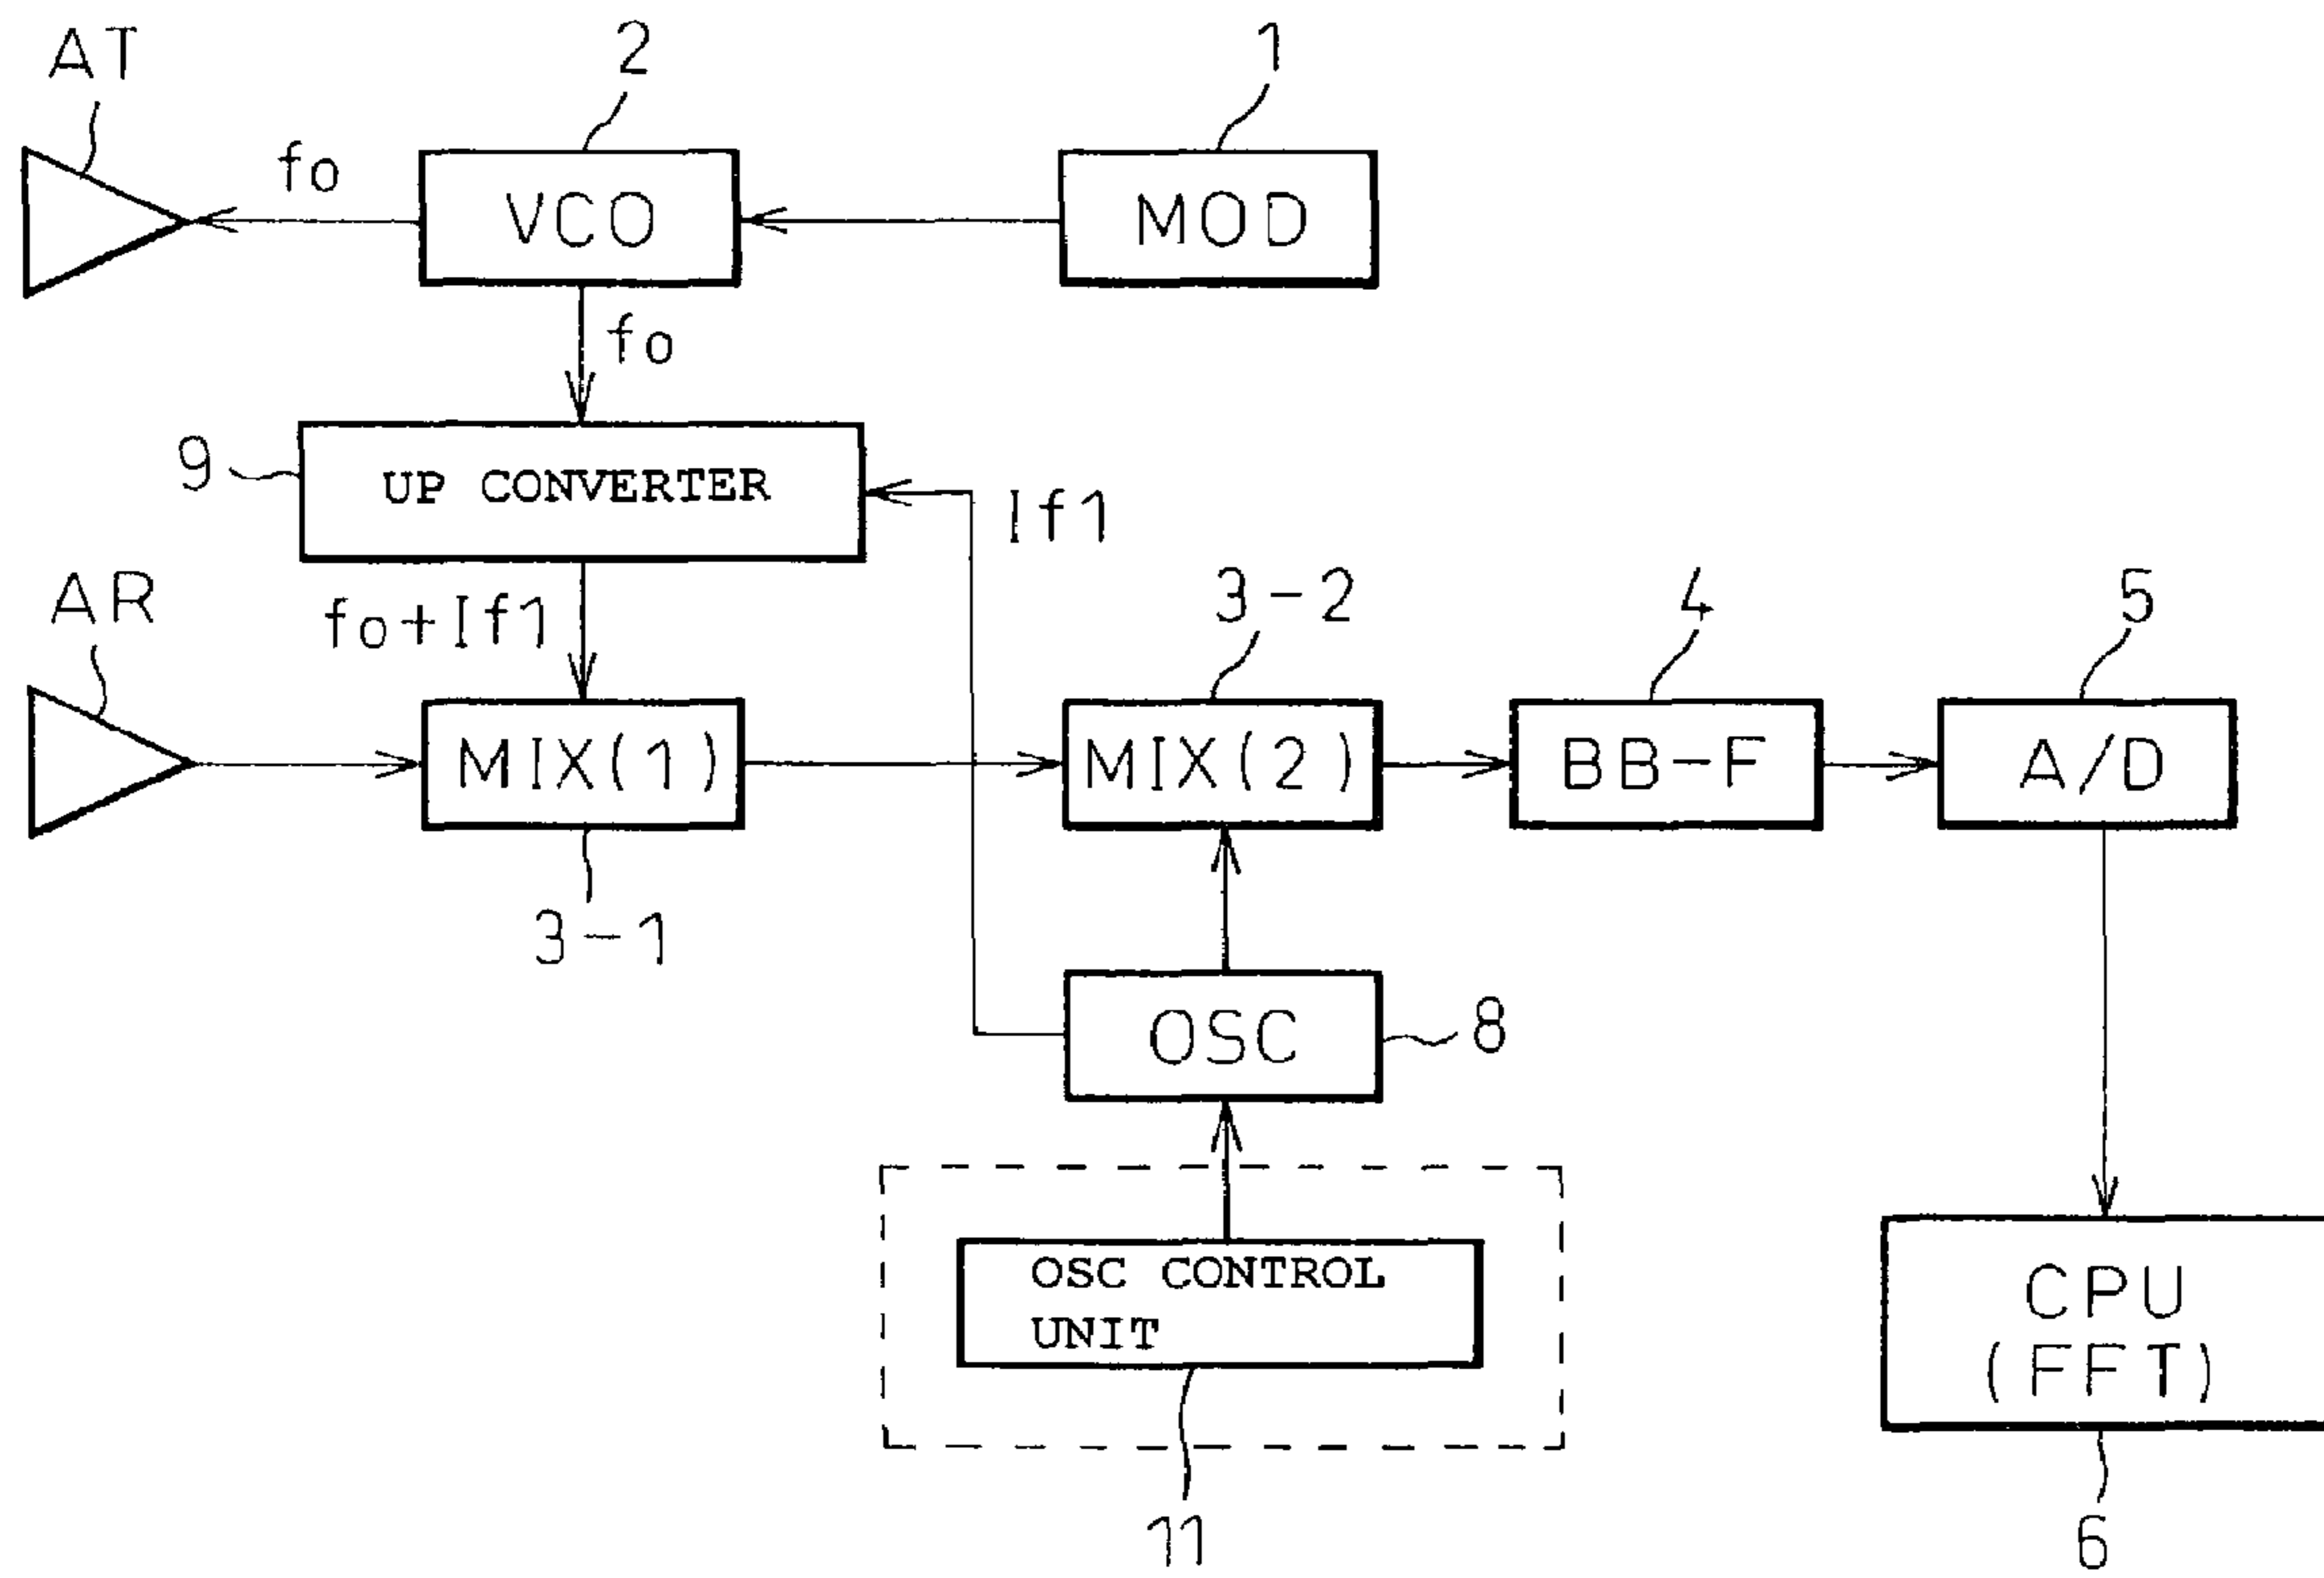 AT
2
1
fo
VCO
MOD
fo
9
UP CONVERTER
If1
AR
fo+If1
3-2
4
5
MIX(1)
MIX(2)
BB-F
A/D
3-1
OSC
8
OSC CONTROL
UNIT
CPU
(FFT)
11
6